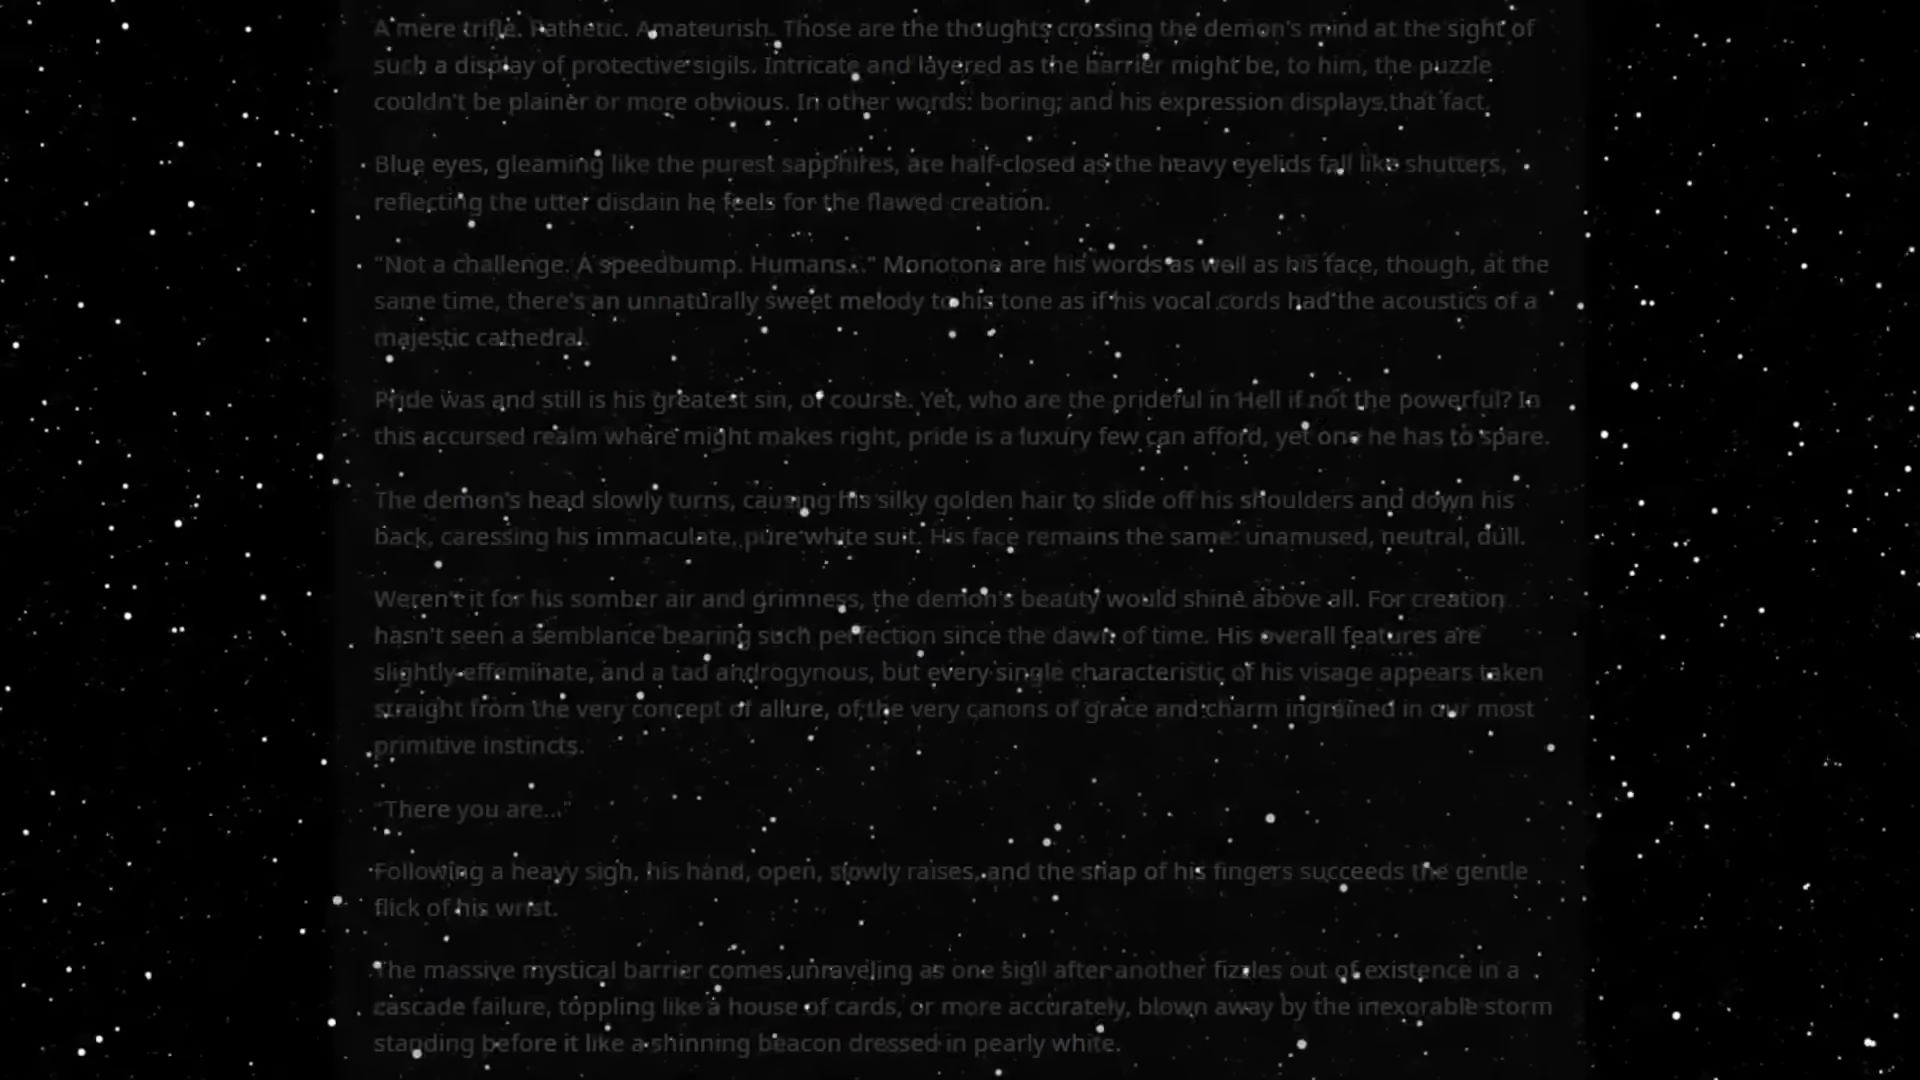 A mere trifle. Pathetic. Amateurish. Those are the thoughts crossing the demon's mind at the sight of
such a display of protective sigils. Intricate and layered as the barrier might be, to him, the puzzle
couldn't be plainer or more obvious. In other words: boring; and his expression displays that fact.
Blue eyes, gleaming like the purest sapphires, are half-closed as the heavy eyelids fall like shutters,
reflecting the utter disdain he feels for the flawed creation.
"Not a challenge. A speedbump. Humans..." Monotone are his words as well as his face, though, at the
same time, there's an unnaturally sweet melody to his tone as if his vocal cords had the acoustics of a
majestic cathedral.
Pride was and still is his greatest sin, of course. Yet, who are the prideful in Hell if not the powerful? In
this accursed realm where might makes right, pride is a luxury few can afford, yet one he has to spare.
The demon's head slowly turns, causing his silky golden hair to slide off his shoulders and down his
back, caressing his immaculate, pure white suit. His face remains the same: unamused, neutral, dull.
Weren't it for his somber air and grimness, the demon's beauty would shine above all. For creation
hasn't seen a semblance bearing such perfection since the dawn of time. His overall features are
slightly effeminate, and a tad androgynous, but every single characteristic of his visage appears taken
straight from the very concept of allure, of the very canons of grace and charm ingrained in our most
primitive instincts.
"There you are..."
Following a heavy sigh, his hand, open, slowly raises, and the snap of his fingers succeeds the gentle
flick of his wrist.
The massive mystical barrier comes unraveling as one sigil after another fizzles out of existence in a
cascade failure, toppling like a house of cards, or more accurately, blown away by the inexorable storm
standing before it like a shinning beacon dressed in pearly white.